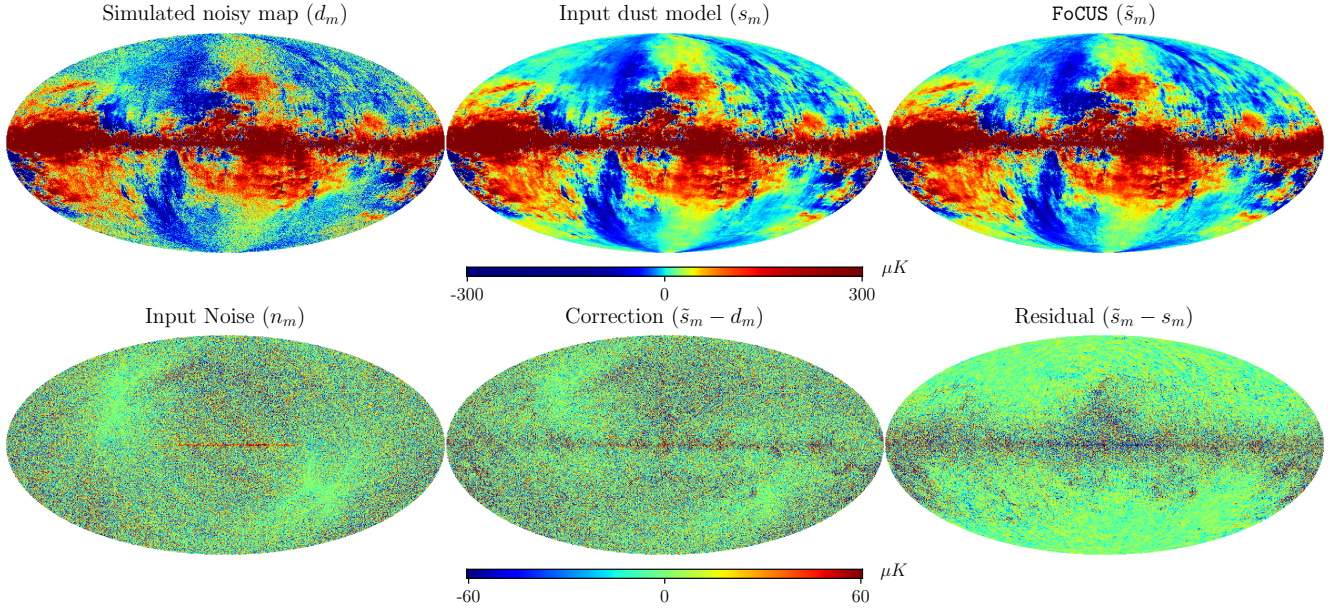 Simulated noisy map (d_m)
Input dust model (s_m)
FoCUS (s̃_m)
μK
-300 0 300
Input Noise (n_m)
Correction (s̃_m − d_m)
Residual (s̃_m − s_m)
μK
-60 0 60